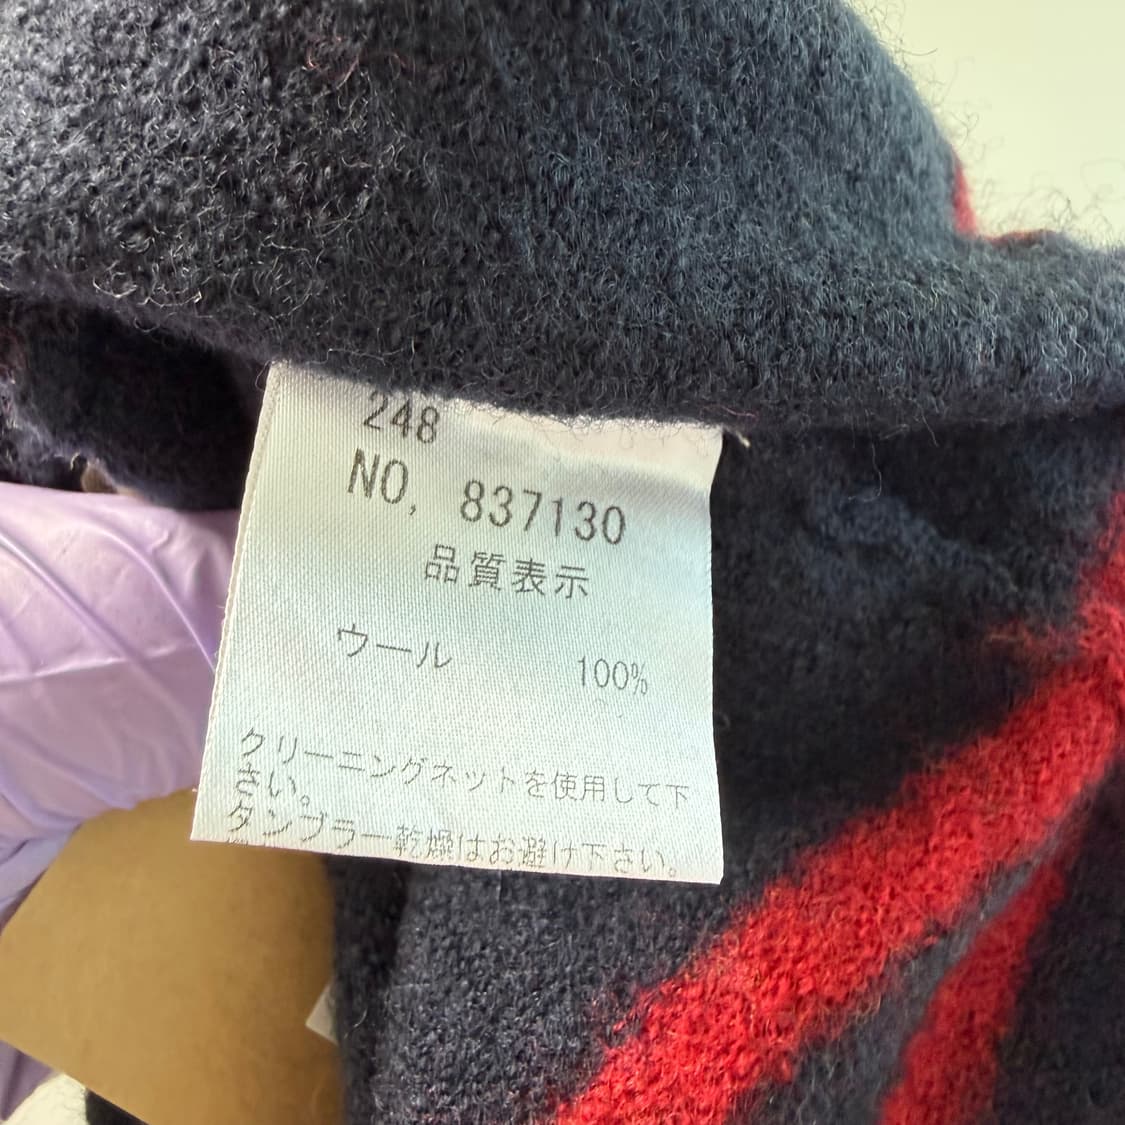 248
NO, 837130
品質表示
ウール 100%
クリーニングネットを使用して下
さい。
タンブラー乾燥はお避け下さい。